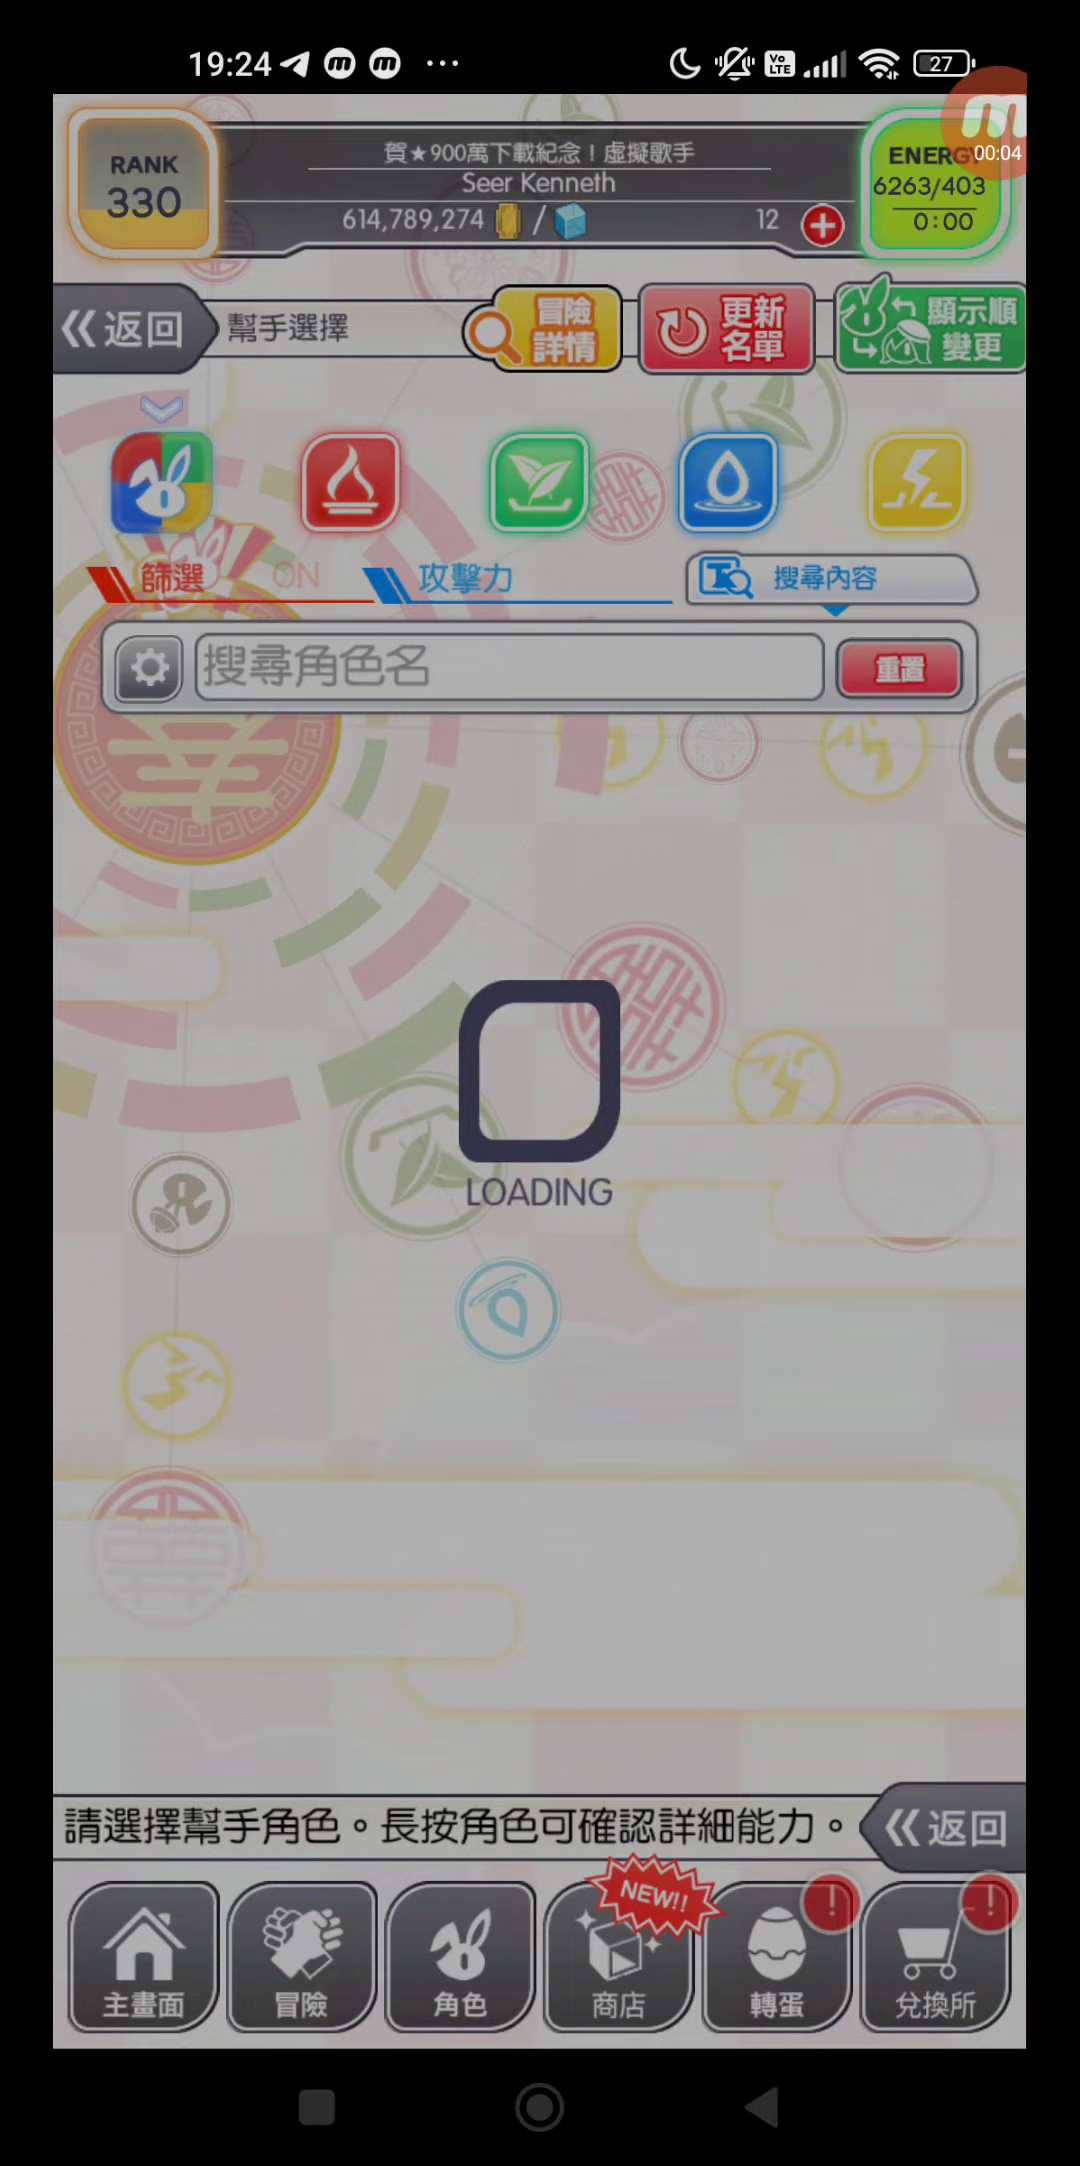 19:24
Vo LTE
27
00:04
RANK
330
賀★900萬下載紀念！虛擬歌手
Seer Kenneth
614,789,274 /
12
ENERGY
6263/403
0:00
返回
幫手選擇
冒險
詳情
更新
名單
顯示順
變更
篩選
ON
攻擊力
搜尋內容
搜尋角色名
重置
LOADING
請選擇幫手角色。長按角色可確認詳細能力。
返回
NEW!!
主畫面
冒險
角色
商店
轉蛋
兌換所